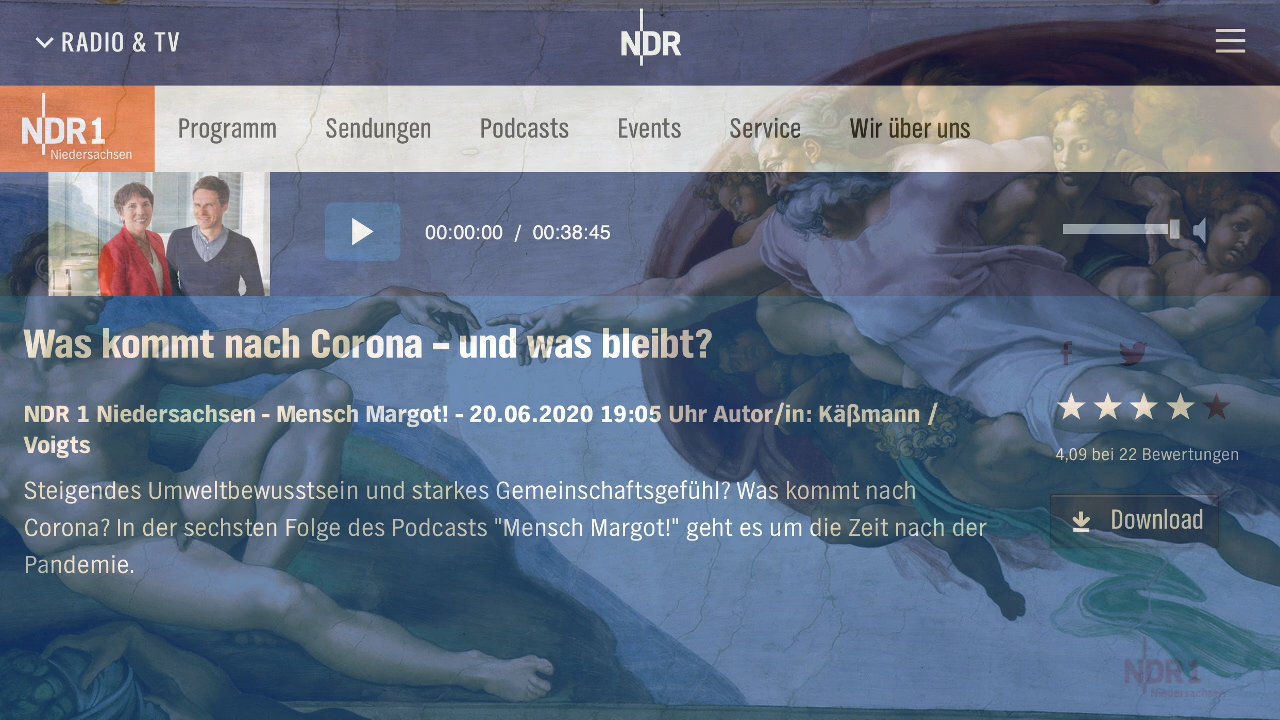 RADIO & TV
NDR
NDR 1
Niedersachsen
Programm
Sendungen
Podcasts
Events
Service
Wir über uns
00:00:00 / 00:38:45
Was kommt nach Corona – und was bleibt?
NDR 1 Niedersachsen - Mensch Margot! - 20.06.2020 19:05 Uhr Autor/in: Käßmann /
Voigts
4,09 bei 22 Bewertungen
Steigendes Umweltbewusstsein und starkes Gemeinschaftsgefühl? Was kommt nach
Corona? In der sechsten Folge des Podcasts "Mensch Margot!" geht es um die Zeit nach der
Pandemie.
Download
NDR 1
Niedersachsen